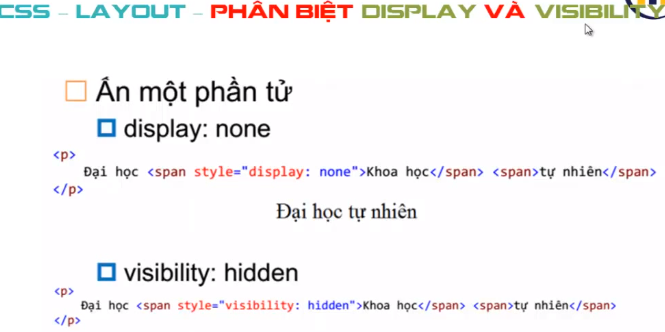 CSS – LAYOUT – PHÂN BIỆT DISPLAY VÀ VISIBILITY
Ẩn một phần tử
display: none
<p>
Đại học <span style="display: none">Khoa học</span> <span>tự nhiên</span>
</p>
Đại học tự nhiên
visibility: hidden
<p>
Đại học <span style="visibility: hidden">Khoa học</span> <span>tự nhiên</span>
</p>